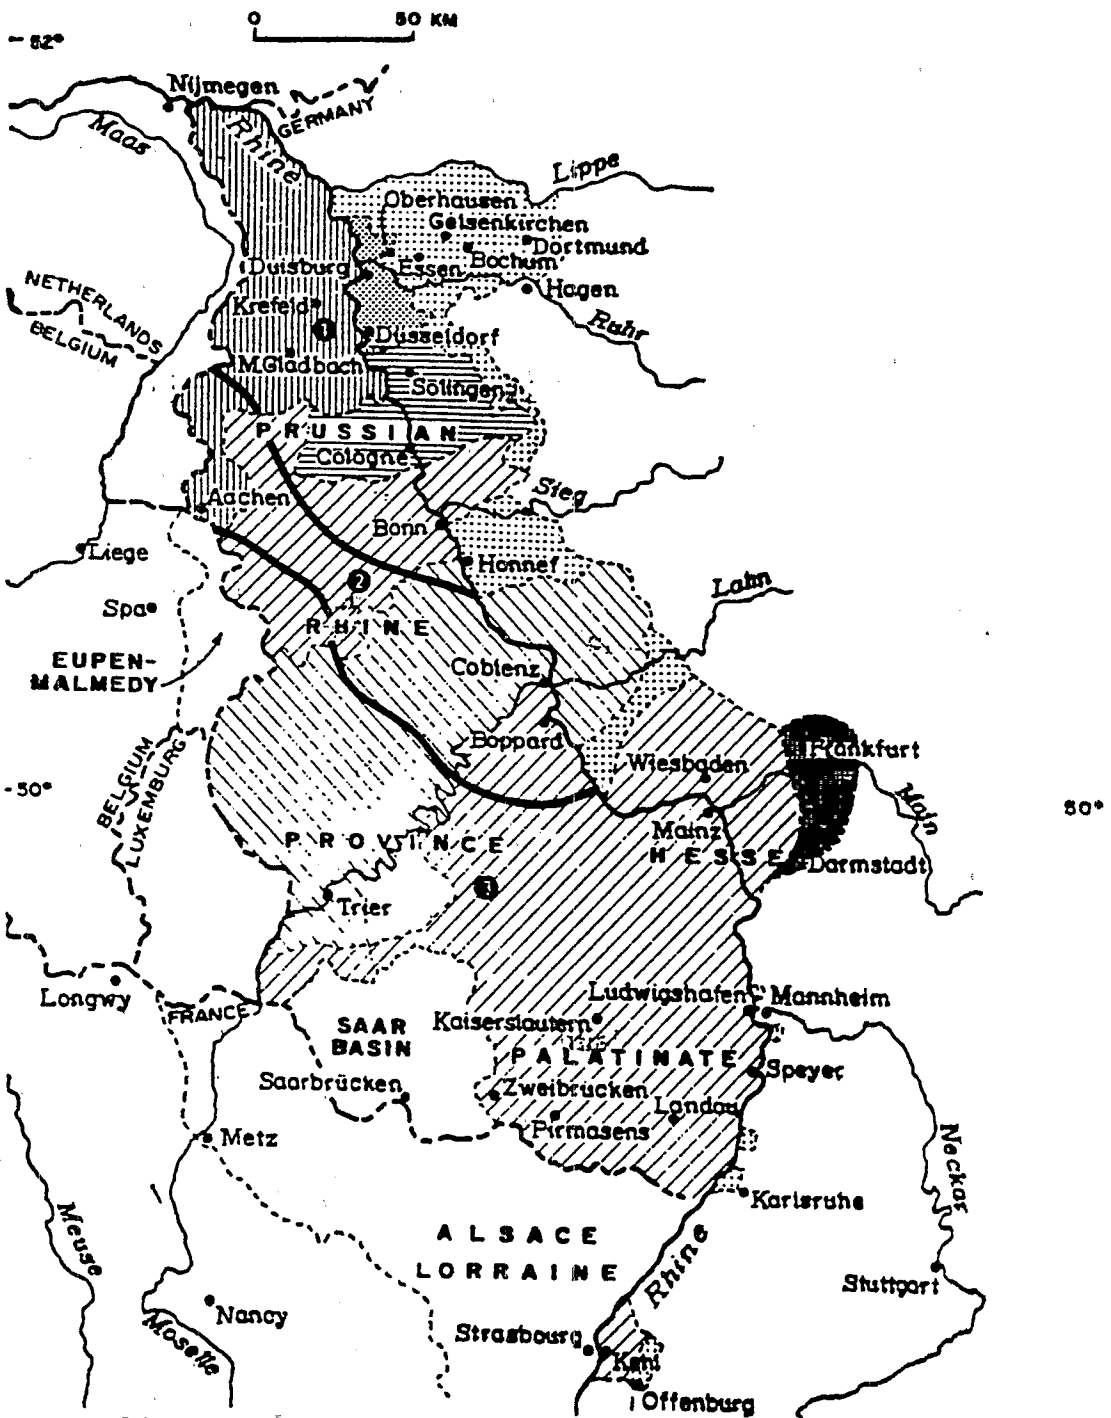 0 50 KM
52°
Nijmegen
GERMANY
Maas
Rhine
Lippe
Oberhausen
Gelsenkirchen
Dortmund
Bochum
Duisburg
Essen
Hagen
NETHERLANDS
BELGIUM
Krefeld
1
Ruhr
Düsseldorf
M.Gladbach
Solingen
PRUSSIAN
Cologne
Aachen
Sieg
Bonn
Liege
Honnef
2
Lahn
Spa
RHINE
EUPEN-
MALMEDY
Coblenz
Boppard
BELGIUM
LUXEMBURG
Frankfurt
Wiesbaden
50°
50°
Main
Mainz
PROVINCE
HESSE
Darmstadt
3
Trier
Longwy
FRANCE
Ludwigshafen
Mannheim
SAAR
BASIN
Kaiserslautern
PALATINATE
Speyer
Saarbrücken
Zweibrücken
Landau
Pirmasens
Metz
Neckar
Karlsruhe
Meuse
ALSACE
LORRAINE
Rhine
Stuttgart
Nancy
Moselle
Strasbourg
Kehl
Offenburg